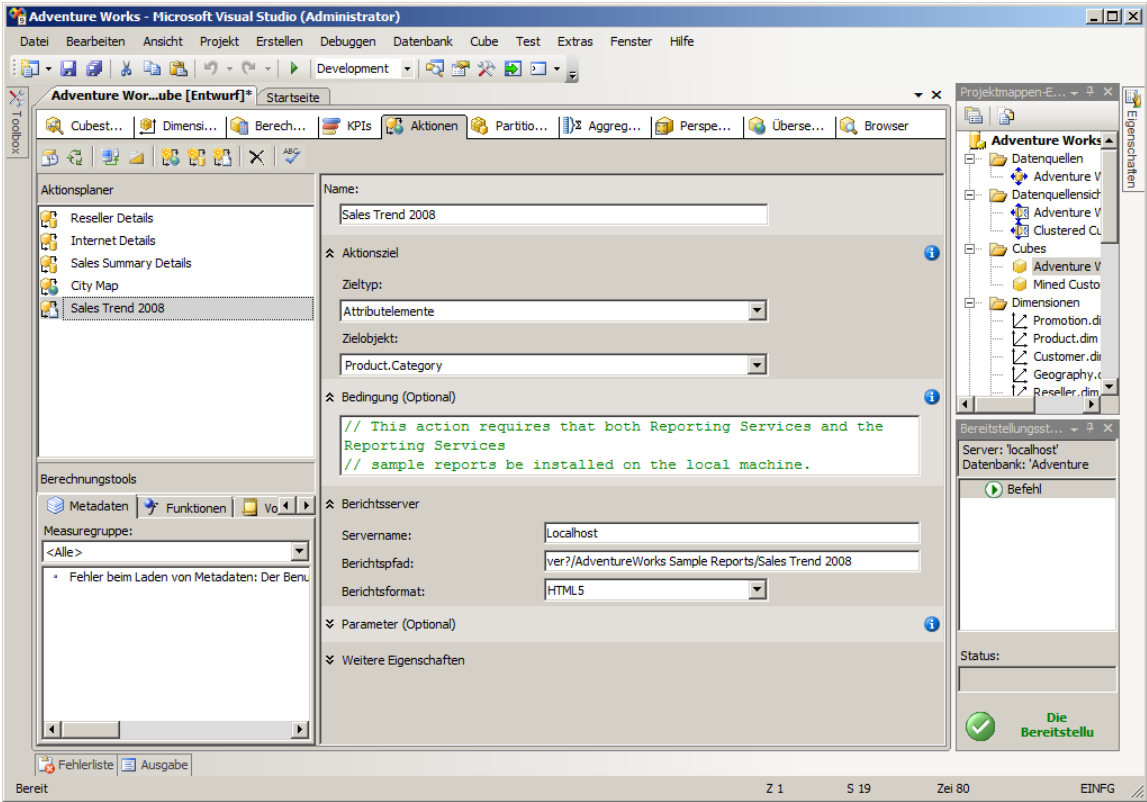 Adventure Works - Microsoft Visual Studio (Administrator)
Datei Bearbeiten Ansicht Projekt Erstellen Debuggen Datenbank Cube Test Extras Fenster Hilfe
Development
Toolbox
Adventure Wor...ube [Entwurf]* Startseite
Cubest... Dimensi... Berech... KPIs Aktionen Partitio... Aggreg... Perspe... Überse... Browser
ABC
Aktionsplaner
Reseller Details
Internet Details
Sales Summary Details
City Map
Sales Trend 2008
Berechnungstools
Metadaten Funktionen Vo
Measuregruppe:
<Alle>
Fehler beim Laden von Metadaten: Der Benu
Name:
Sales Trend 2008
Aktionsziel
Zieltyp:
Attributelemente
Zielobjekt:
Product.Category
Bedingung (Optional)
// This action requires that both Reporting Services and the
Reporting Services
// sample reports be installed on the local machine.
Berichtsserver
Servername: Localhost
Berichtspfad: ver?/AdventureWorks Sample Reports/Sales Trend 2008
Berichtsformat: HTML5
Parameter (Optional)
Weitere Eigenschaften
Projektmappen-E...
Adventure Works
Datenquellen
Adventure W
Datenquellensich
Adventure W
Clustered Cu
Cubes
Adventure W
Mined Custo
Dimensionen
Promotion.di
Product.dim
Customer.di
Geography.d
Reseller.dim
Eigenschaften
Bereitstellungsst...
Server: 'localhost'
Datenbank: 'Adventure
Befehl
Status:
Die
Bereitstellu
Fehlerliste Ausgabe
Bereit Z 1 S 19 Zei 80 EINFG